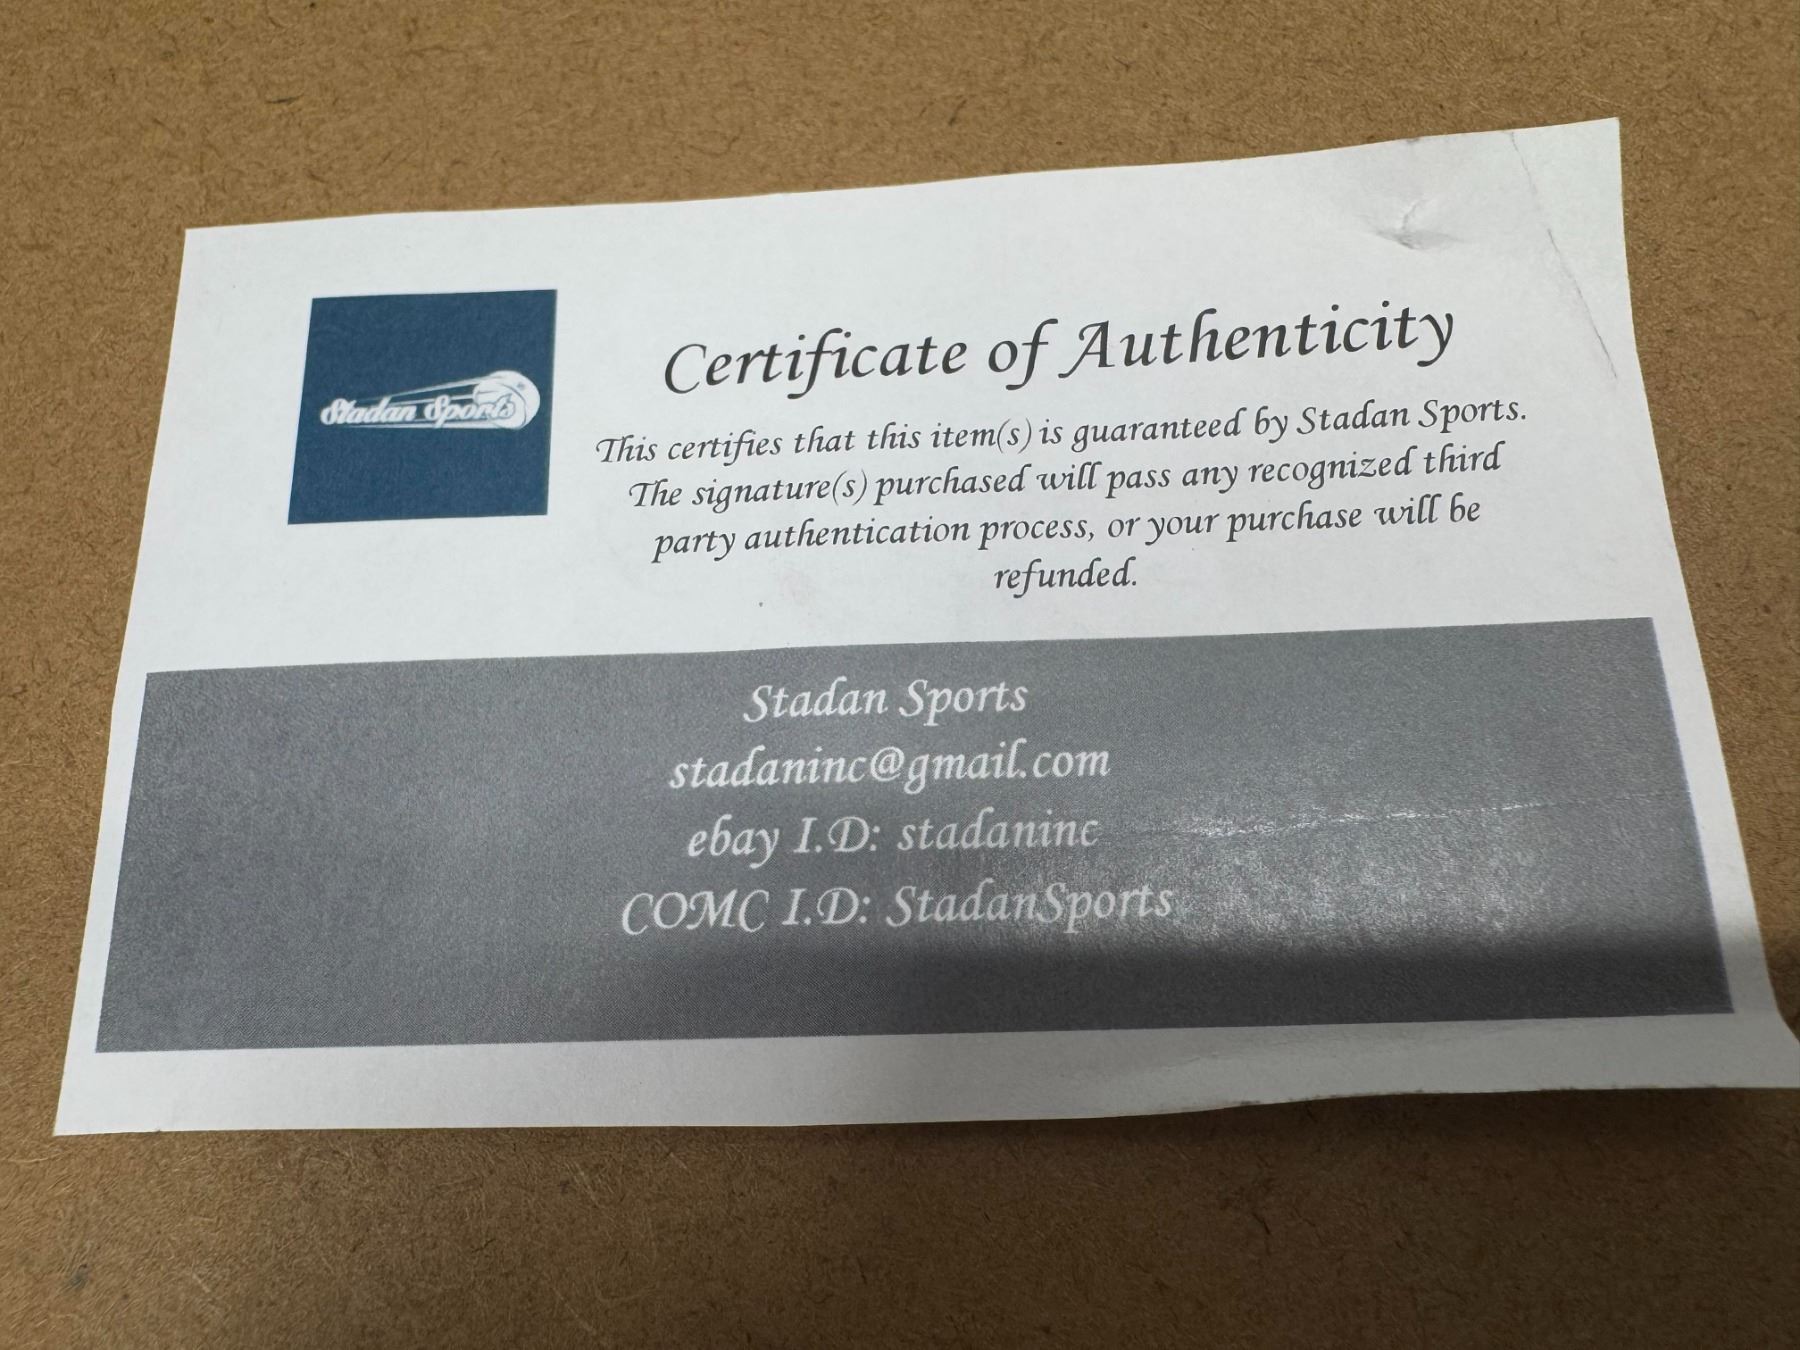 Stadan Sports
Certificate of Authenticity
This certifies that this item(s) is guaranteed by Stadan Sports.
The signature(s) purchased will pass any recognized third
party authentication process, or your purchase will be
refunded.
Stadan Sports
stadaninc@gmail.com
ebay I.D: stadaninc
COMC I.D: StadanSports